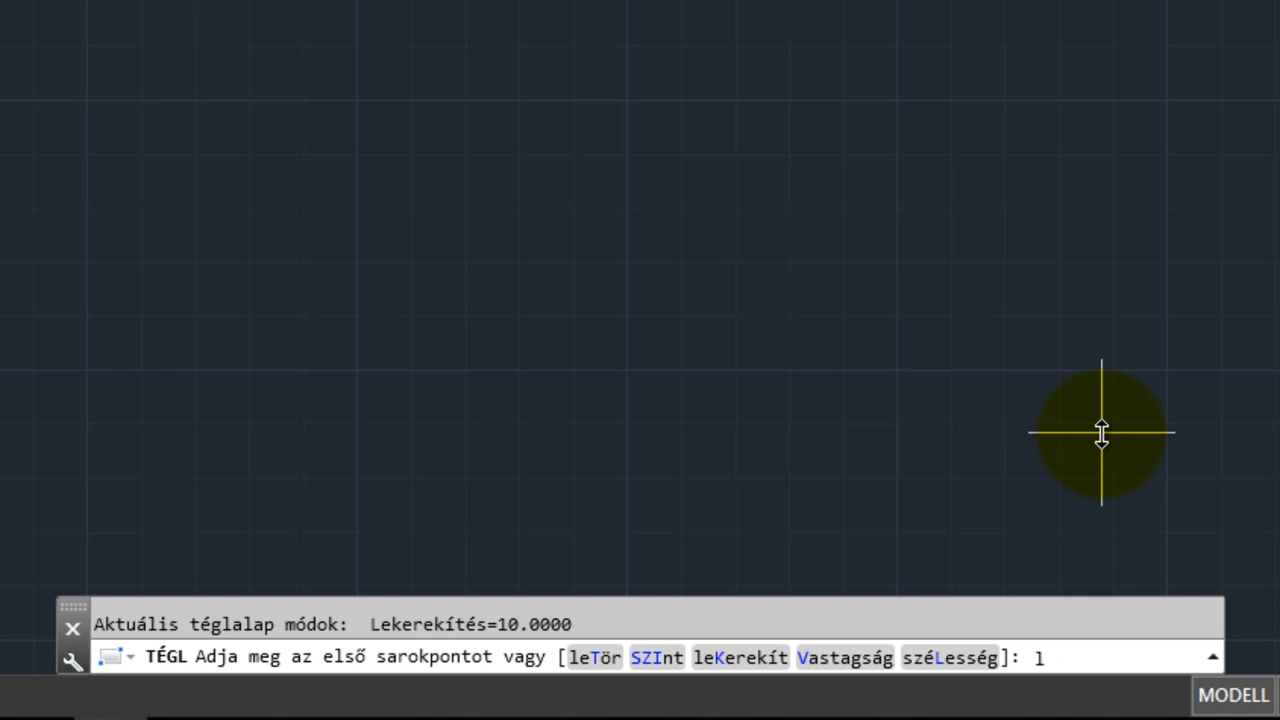 Aktuális téglalap módok:  Lekerekítés=10.0000
TÉGL Adja meg az első sarokpontot vagy [leTör SZInt leKerekít Vastagság széLesség]: l
MODELL